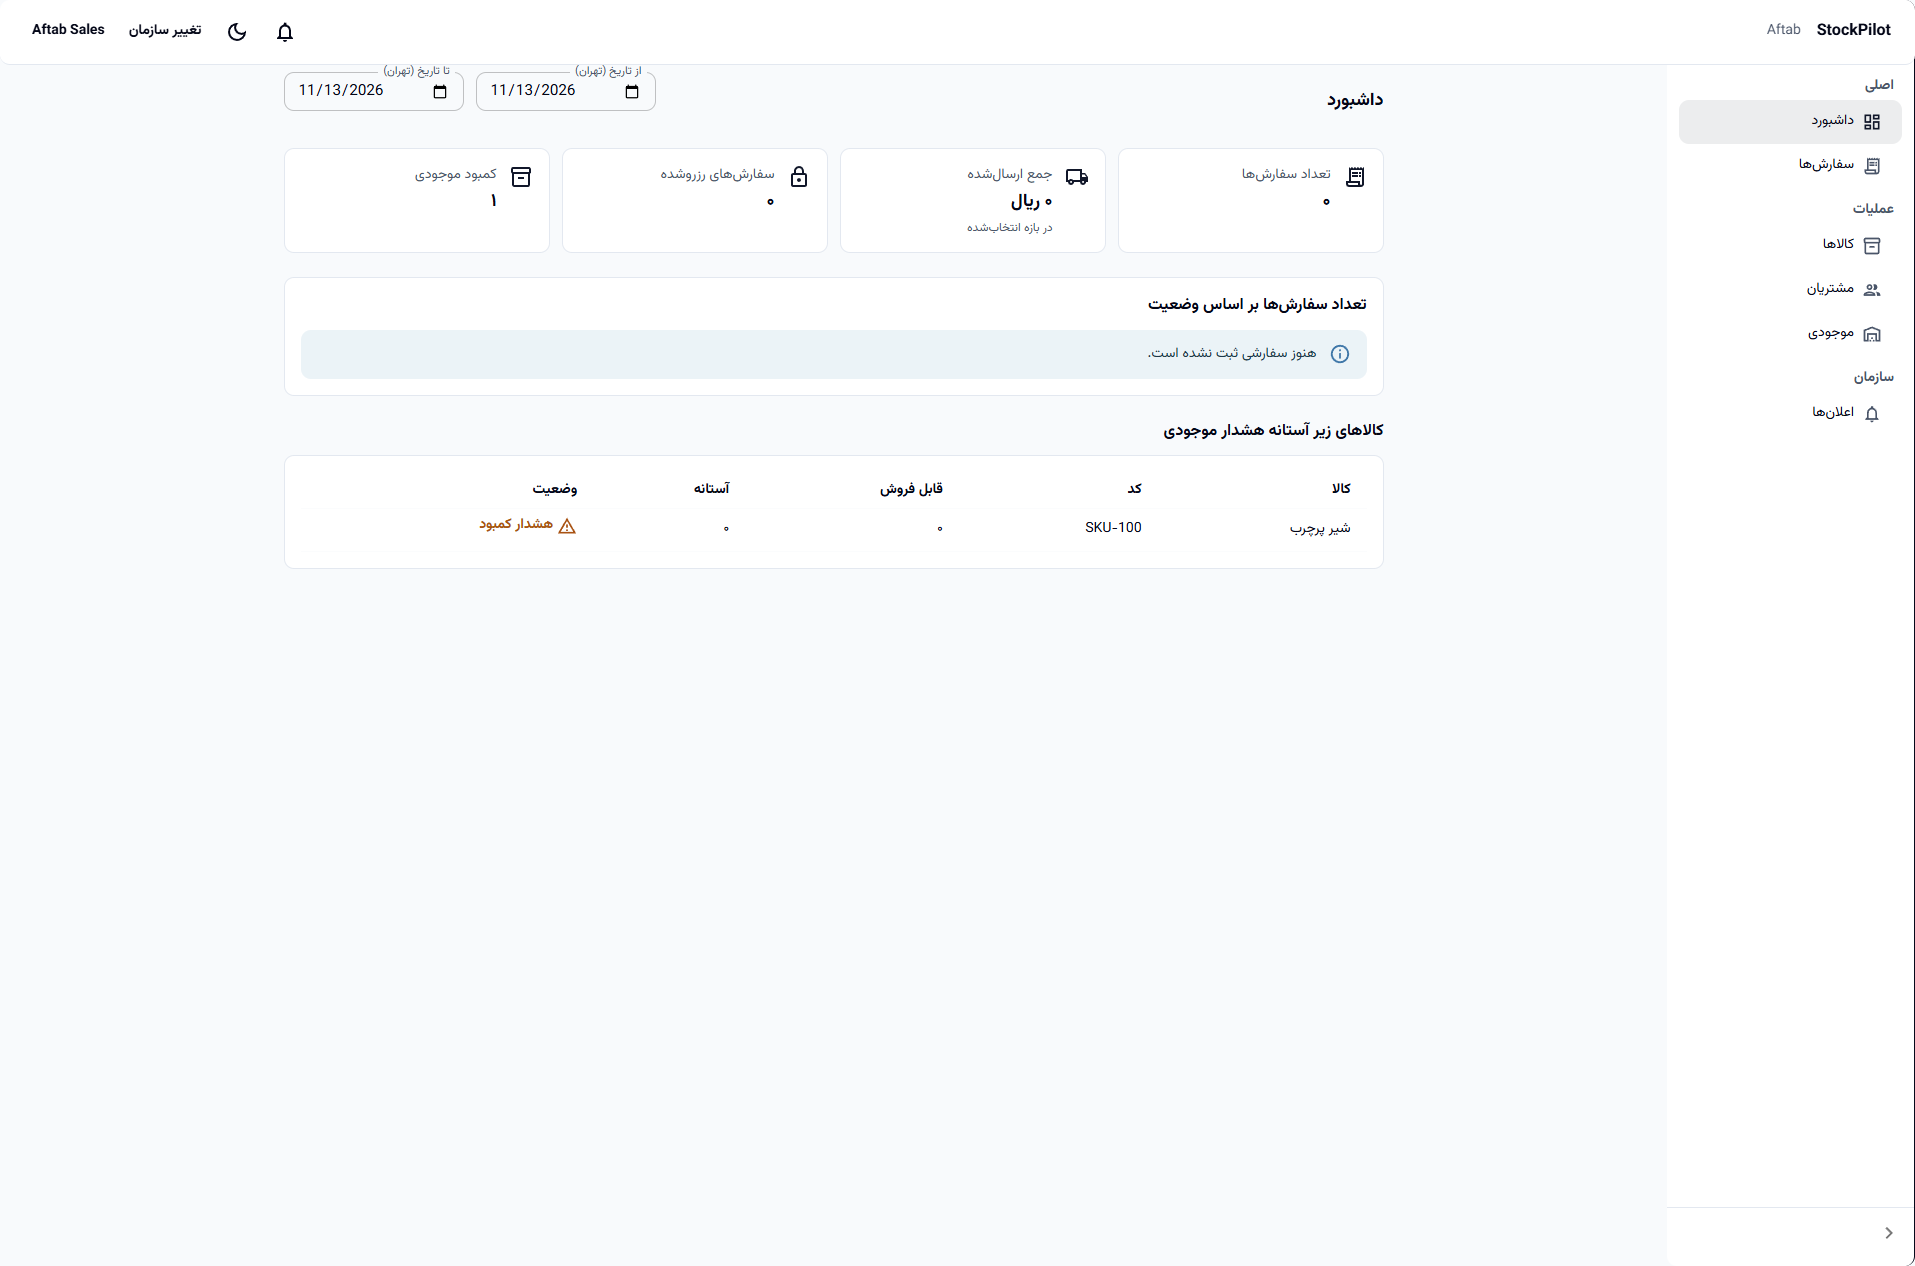 StockPilot Aftab
تغییر سازمان Aftab Sales
اصلی
داشبورد
سفارش‌ها
عملیات
کالاها
مشتریان
موجودی
سازمان
اعلان‌ها
داشبورد
از تاریخ (تهران)
11/13/2026
تا تاریخ (تهران)
11/13/2026
تعداد سفارش‌ها
۰
جمع ارسال‌شده
۰ ریال
در بازه انتخاب‌شده
سفارش‌های رزروشده
۰
کمبود موجودی
۱
تعداد سفارش‌ها بر اساس وضعیت
هنوز سفارشی ثبت نشده است.
کالاهای زیر آستانه هشدار موجودی
کالا کد قابل فروش آستانه وضعیت
شیر پرچرب SKU-100 ۰ ۰ هشدار کمبود